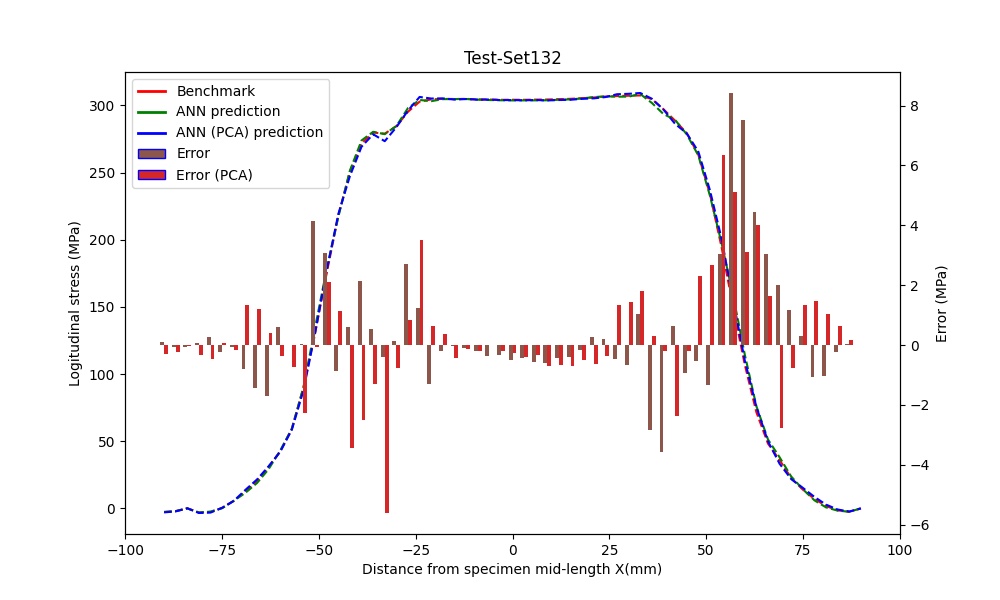 Test-Set132
Benchmark
ANN prediction
ANN (PCA) prediction
Error
Error (PCA)
300
250
200
150
100
50
0
Logitudinal stress (MPa)
8
6
4
2
0
−2
−4
−6
Error (MPa)
−100 −75 −50 −25 0 25 50 75 100
Distance from specimen mid-length X(mm)